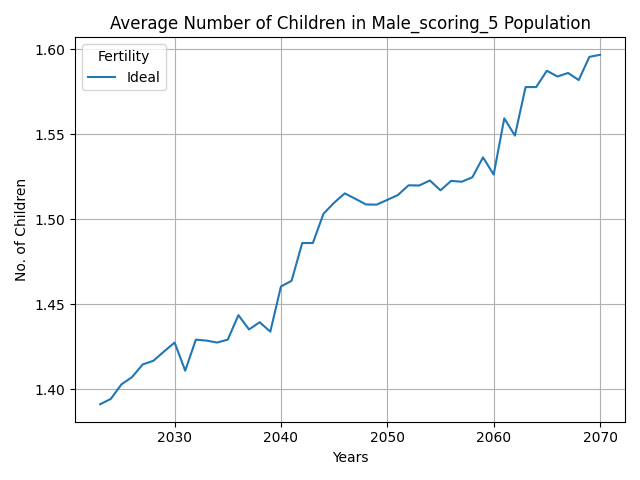 Average Number of Children in Male_scoring_5 Population
Fertility
Ideal
1.60
1.55
1.50
1.45
1.40
No. of Children
2030
2040
2050
2060
2070
Years